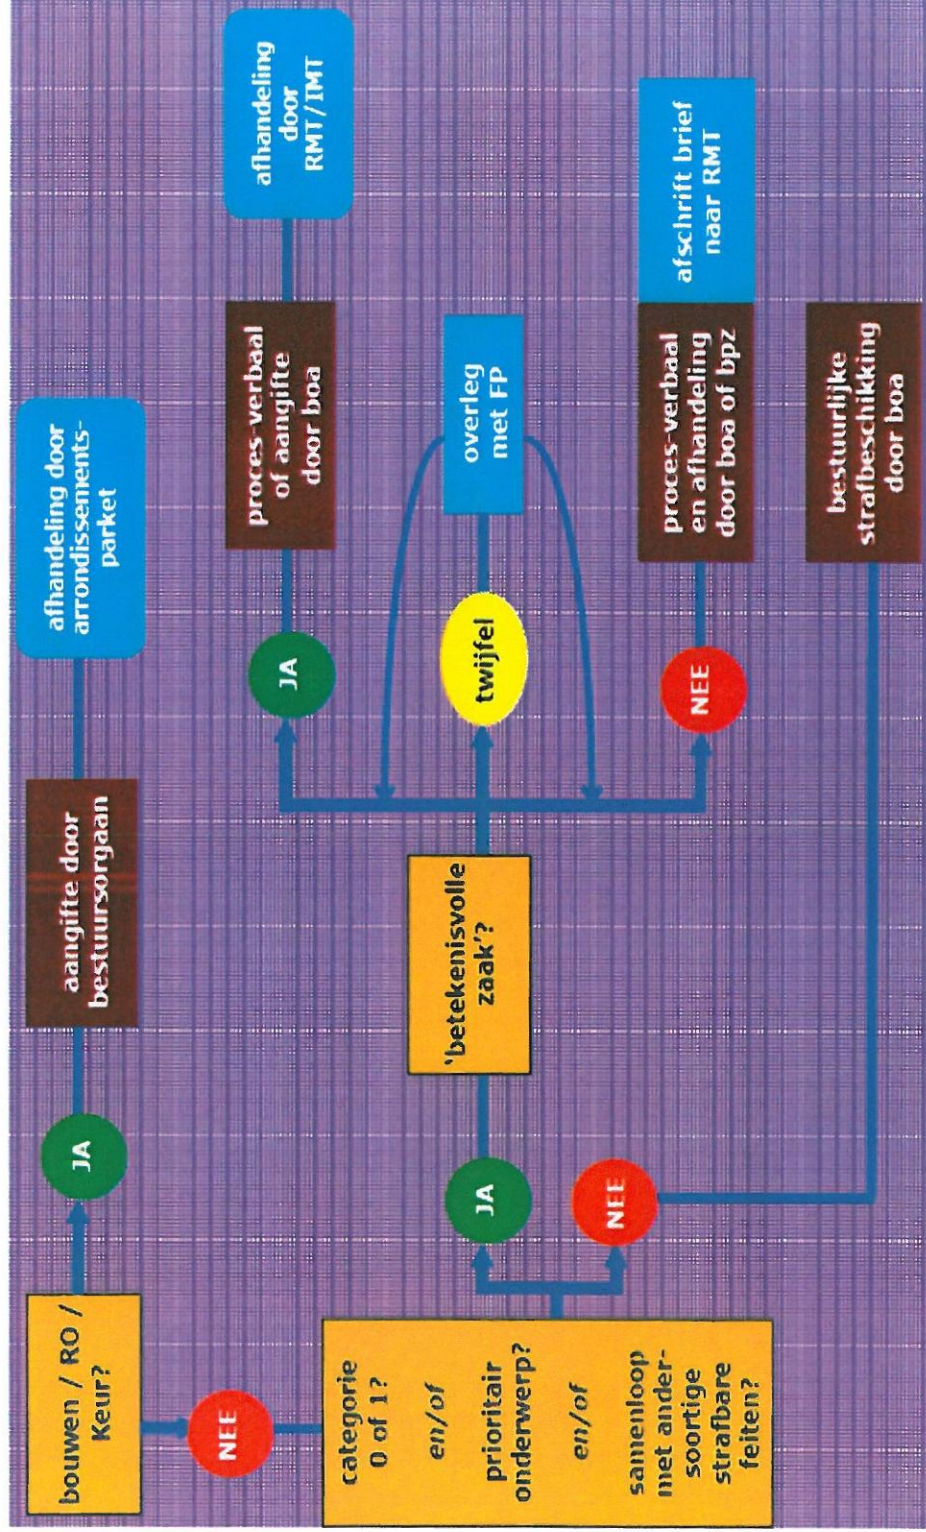 bouwen / RO /
Keur?
JA
aangifte door
bestuursorgaan
afhandeling door
arrondissements-
parket
NEE
categorie
0 of 1?
en/of
prioritair
onderwerp?
en/of
samenloop
met ander-
soortige
strafbare
feiten?
JA
NEE
'betekenisvolle
zaak'?
JA
proces-verbaal
of aangifte
door boa
afhandeling
door
RMT/IMT
twijfel
overleg
met FP
NEE
proces-verbaal
en afhandeling
door boa of bpz
afschrift brief
naar RMT
bestuurlijke
strafbeschikking
door boa